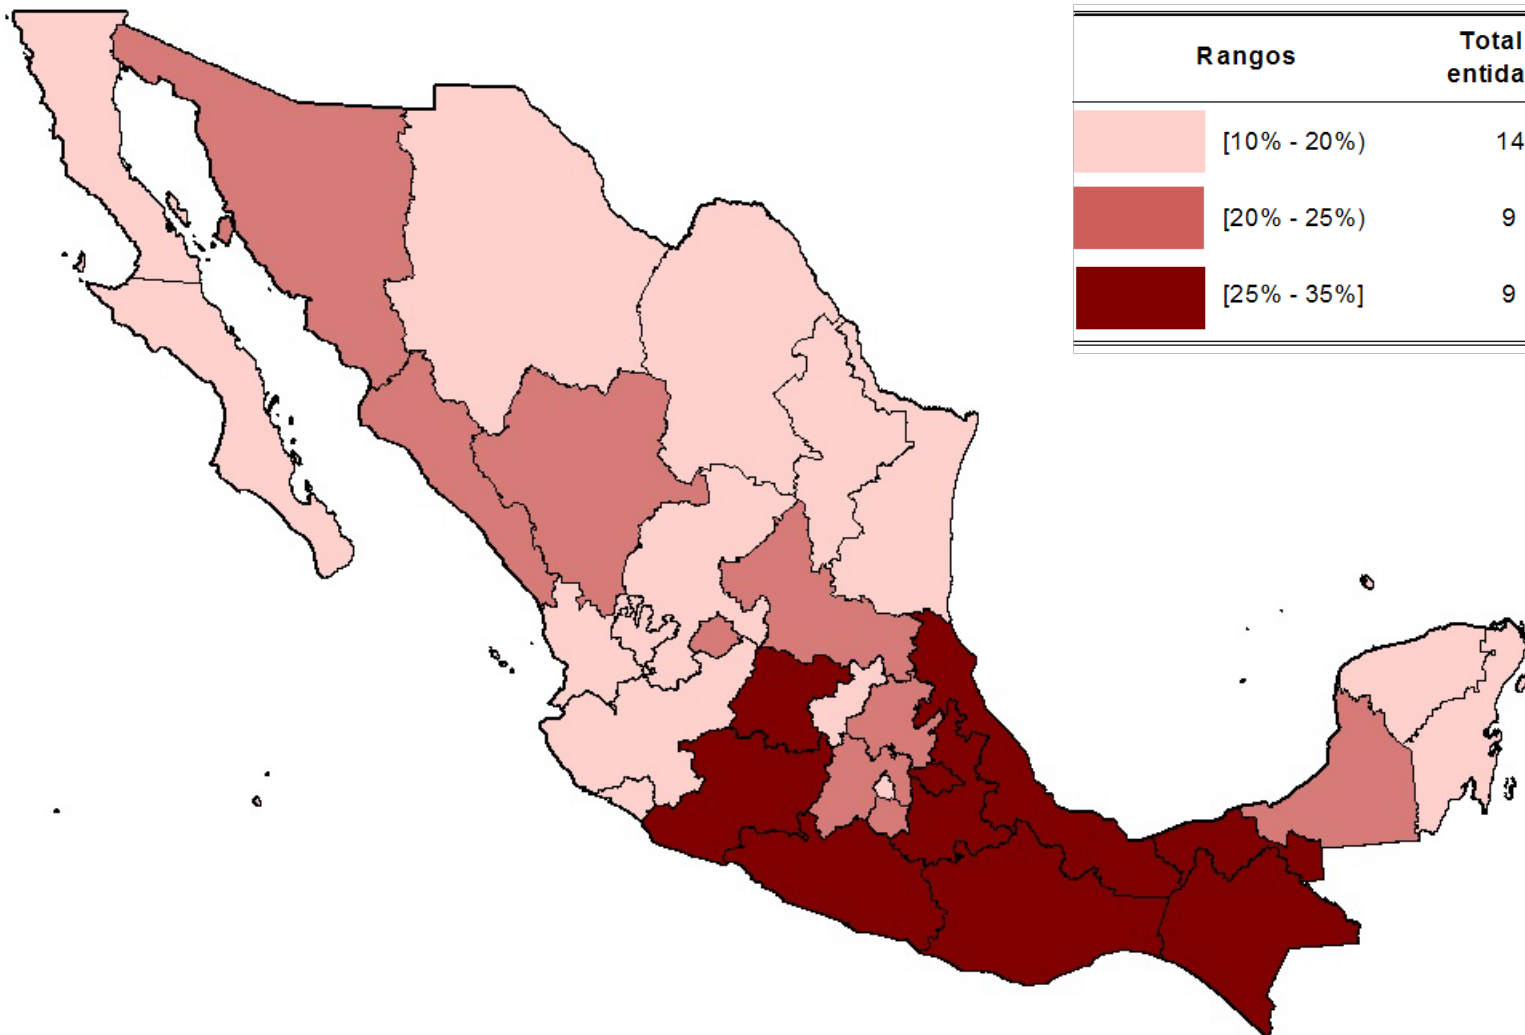 Rangos Total
entida
[10% - 20%) 14
[20% - 25%) 9
[25% - 35%] 9